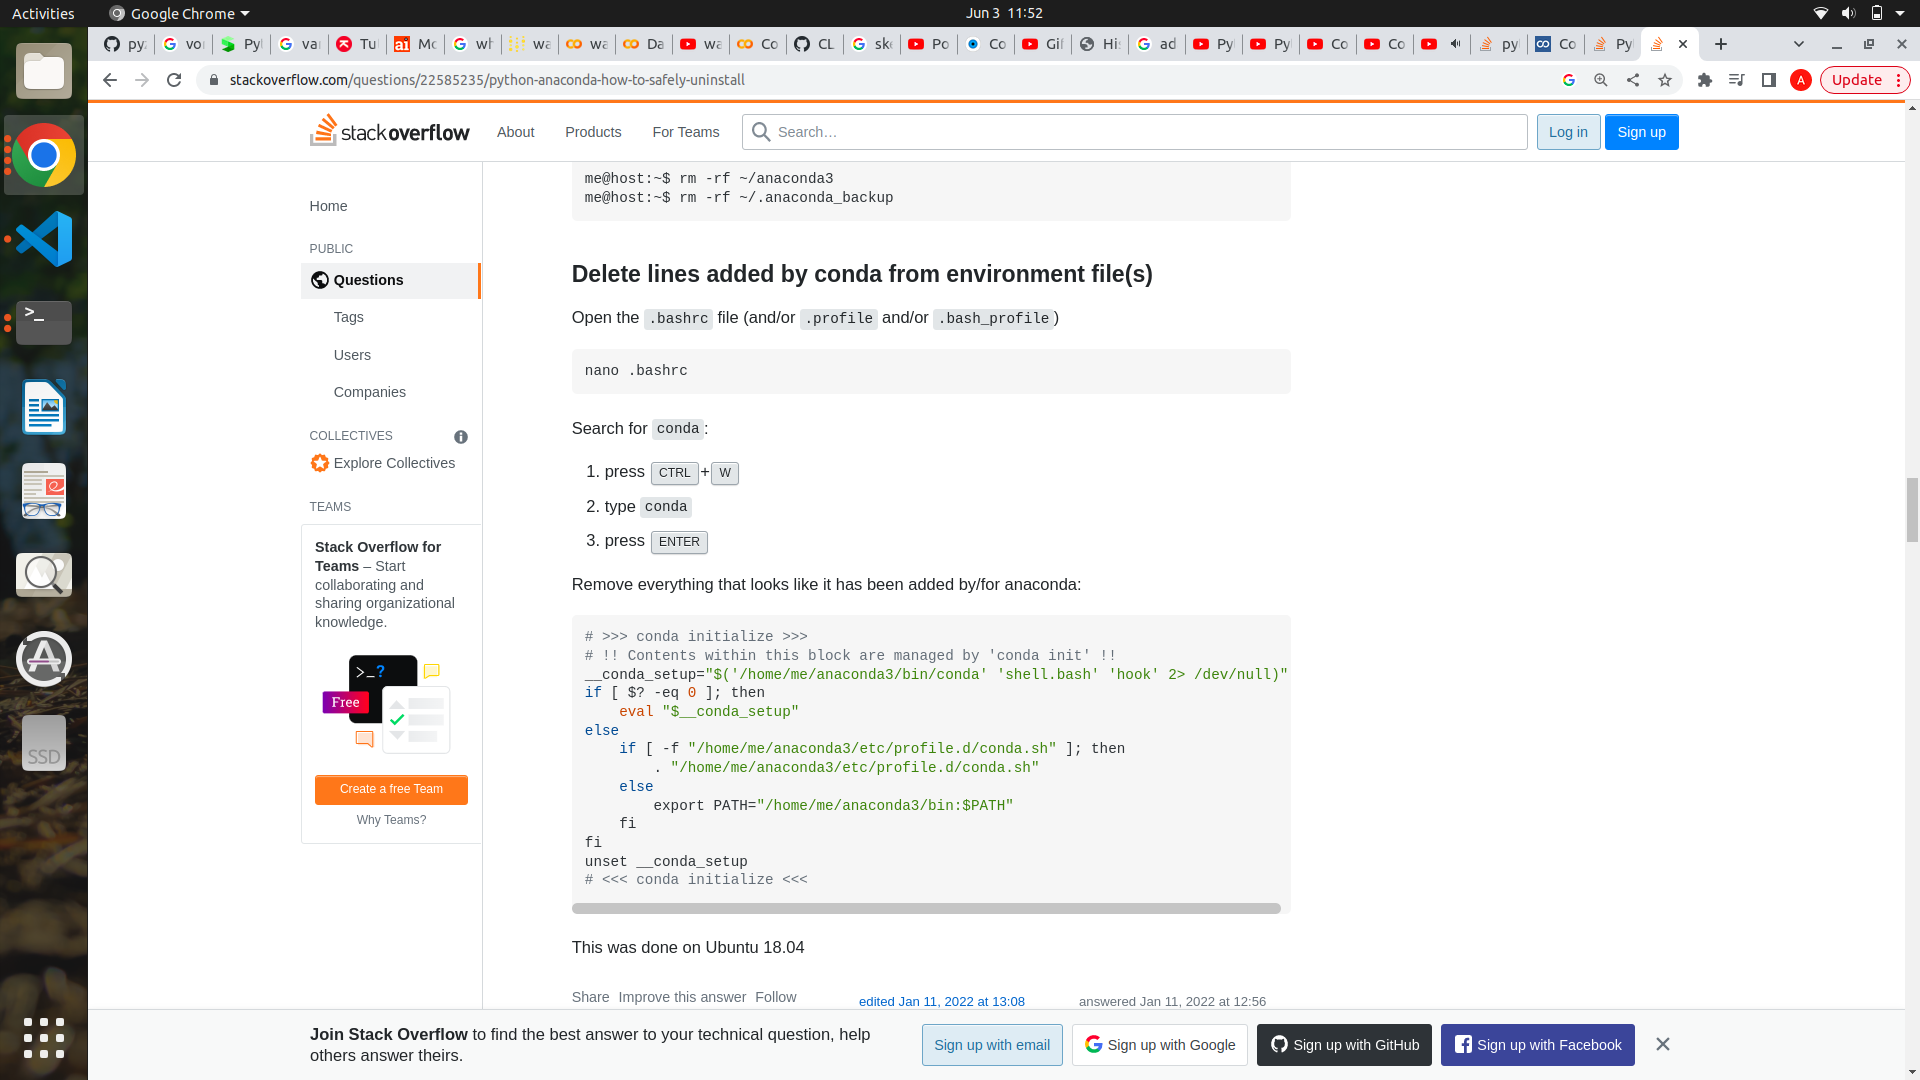 Activities
Google Chrome
Jun 3 11:52
py
vo
Py
va
Tu
Mc
wh
wa
wa
Da
wa
Co
CL
ske
Po
Co
Gif
His
ad
Py
Py
Co
Co
py
Co
Py
stackoverflow.com/questions/22585235/python-anaconda-how-to-safely-uninstall
A
Update
stackoverflow
About
Products
For Teams
Search…
Log in
Sign up
Home
PUBLIC
Questions
Tags
Users
Companies
COLLECTIVES
Explore Collectives
TEAMS
Stack Overflow for
Teams – Start
collaborating and
sharing organizational
knowledge.
>_?
Free
Create a free Team
Why Teams?
me@host:~$ rm -rf ~/anaconda3
me@host:~$ rm -rf ~/.anaconda_backup
Delete lines added by conda from environment file(s)
Open the .bashrc file (and/or .profile and/or .bash_profile)
nano .bashrc
Search for conda:
1. press CTRL+W
2. type conda
3. press ENTER
Remove everything that looks like it has been added by/for anaconda:
# >>> conda initialize >>>
# !! Contents within this block are managed by 'conda init' !!
__conda_setup="$('/home/me/anaconda3/bin/conda' 'shell.bash' 'hook' 2> /dev/null)"
if [ $? -eq 0 ]; then
eval "$__conda_setup"
else
if [ -f "/home/me/anaconda3/etc/profile.d/conda.sh" ]; then
. "/home/me/anaconda3/etc/profile.d/conda.sh"
else
export PATH="/home/me/anaconda3/bin:$PATH"
fi
fi
unset __conda_setup
# <<< conda initialize <<<
This was done on Ubuntu 18.04
Share Improve this answer Follow
edited Jan 11, 2022 at 13:08
answered Jan 11, 2022 at 12:56
SSD
Join Stack Overflow to find the best answer to your technical question, help
others answer theirs.
Sign up with email
Sign up with Google
Sign up with GitHub
Sign up with Facebook